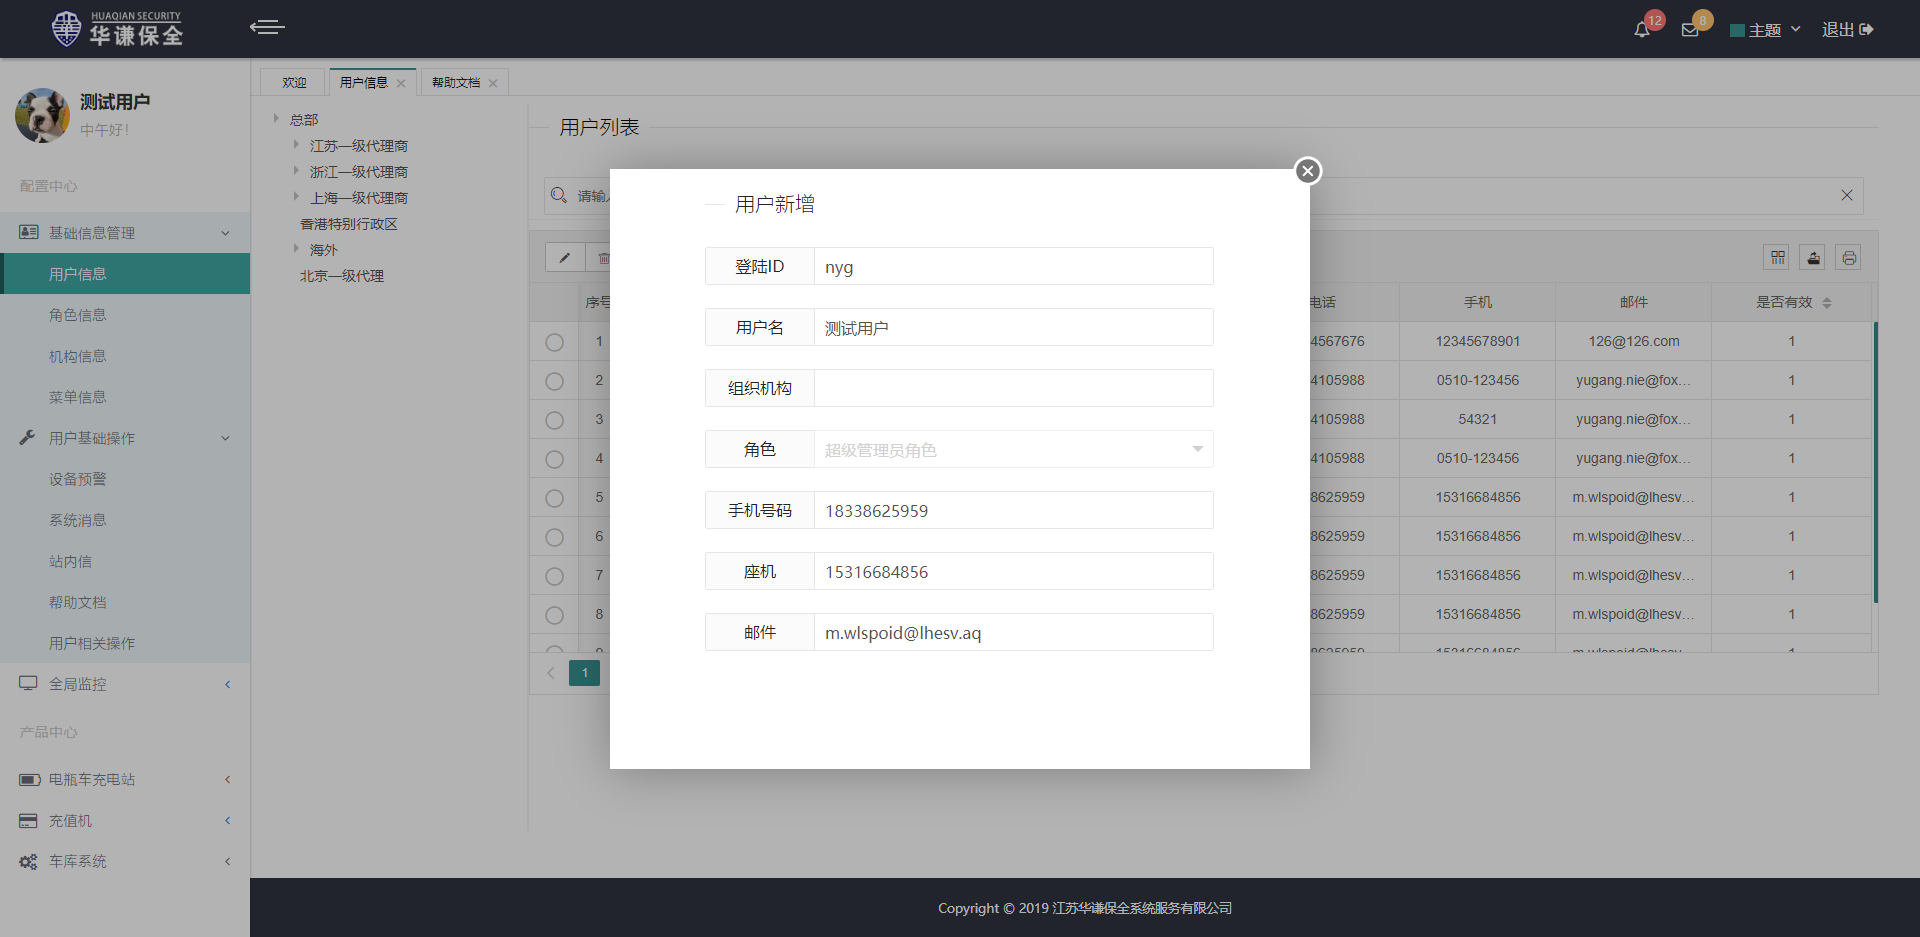 HUAQIAN SECURITY
华谦保全
12
8
主题
退出
测试用户
中午好！
配置中心
基础信息管理
用户信息
角色信息
机构信息
菜单信息
用户基础操作
设备预警
系统消息
站内信
帮助文档
用户相关操作
全局监控
产品中心
电瓶车充电站
充值机
车库系统
欢迎
用户信息
帮助文档
总部
江苏一级代理商
浙江一级代理商
上海一级代理商
香港特别行政区
海外
北京一级代理
用户列表
请输
序号
电话 手机 邮件 是否有效
1 4567676 12345678901 126@126.com 1
2 4105988 0510-123456 yugang.nie@fox... 1
3 4105988 54321 yugang.nie@fox... 1
4 4105988 0510-123456 yugang.nie@fox... 1
5 8625959 15316684856 m.wlspoid@lhesv... 1
6 8625959 15316684856 m.wlspoid@lhesv... 1
7 8625959 15316684856 m.wlspoid@lhesv... 1
8 8625959 15316684856 m.wlspoid@lhesv... 1
1
用户新增
登陆ID nyg
用户名 测试用户
组织机构
角色 超级管理员角色
手机号码 18338625959
座机 15316684856
邮件 m.wlspoid@lhesv.aq
Copyright © 2019 江苏华谦保全系统服务有限公司